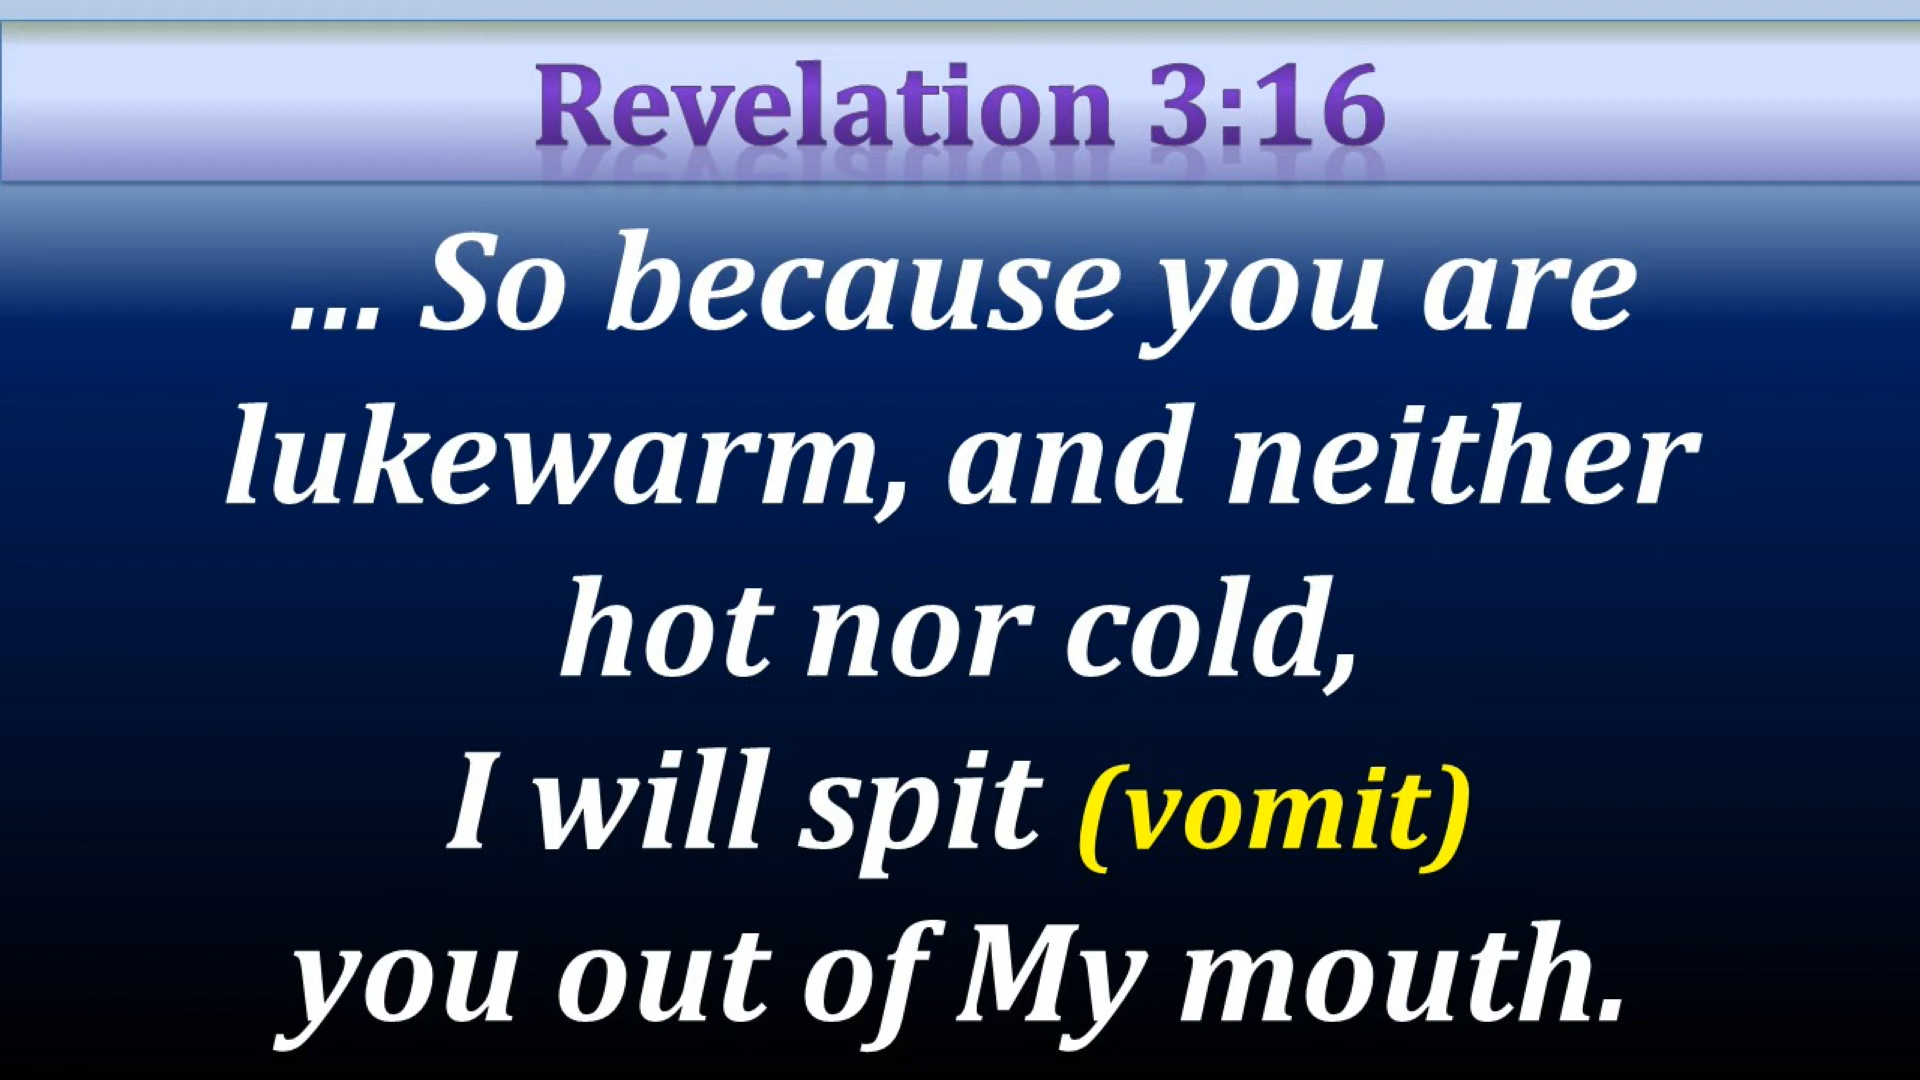 Revelation 3:16
... So because you are
lukewarm, and neither
hot nor cold,
I will spit (vomit)
you out of My mouth.